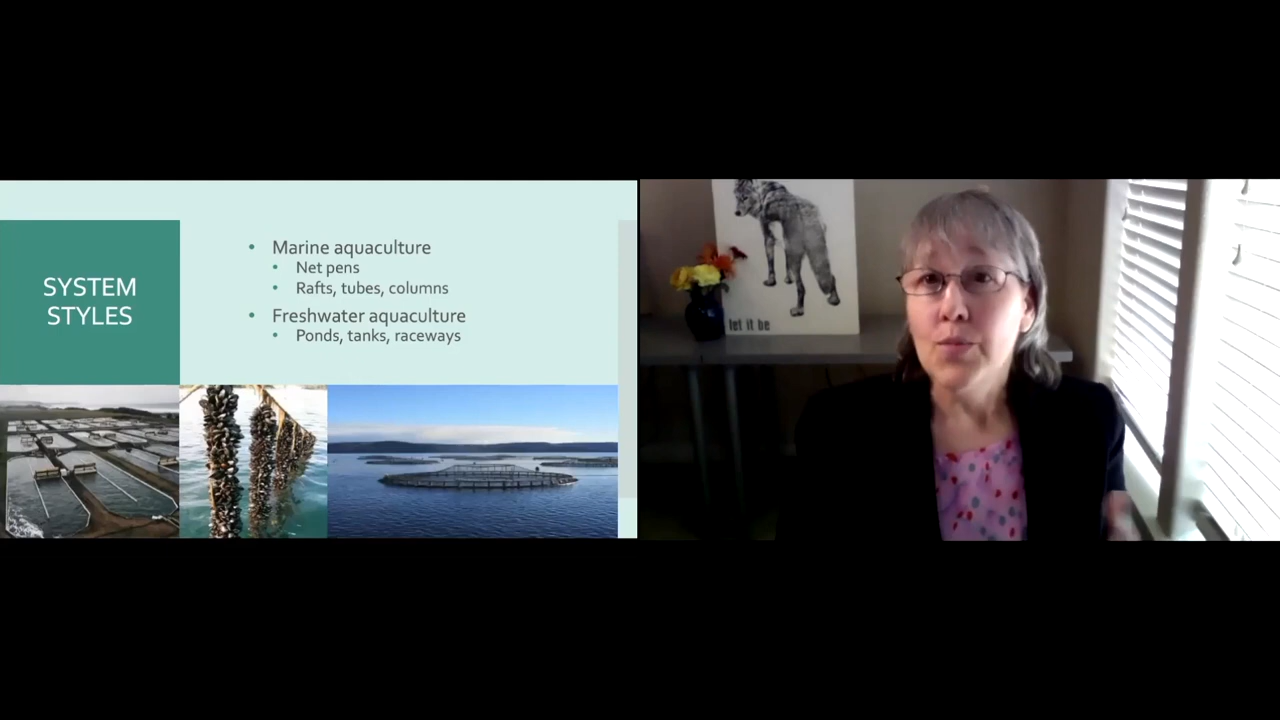 SYSTEM
STYLES
• Marine aquaculture
• Net pens
• Rafts, tubes, columns
• Freshwater aquaculture
• Ponds, tanks, raceways
let it be